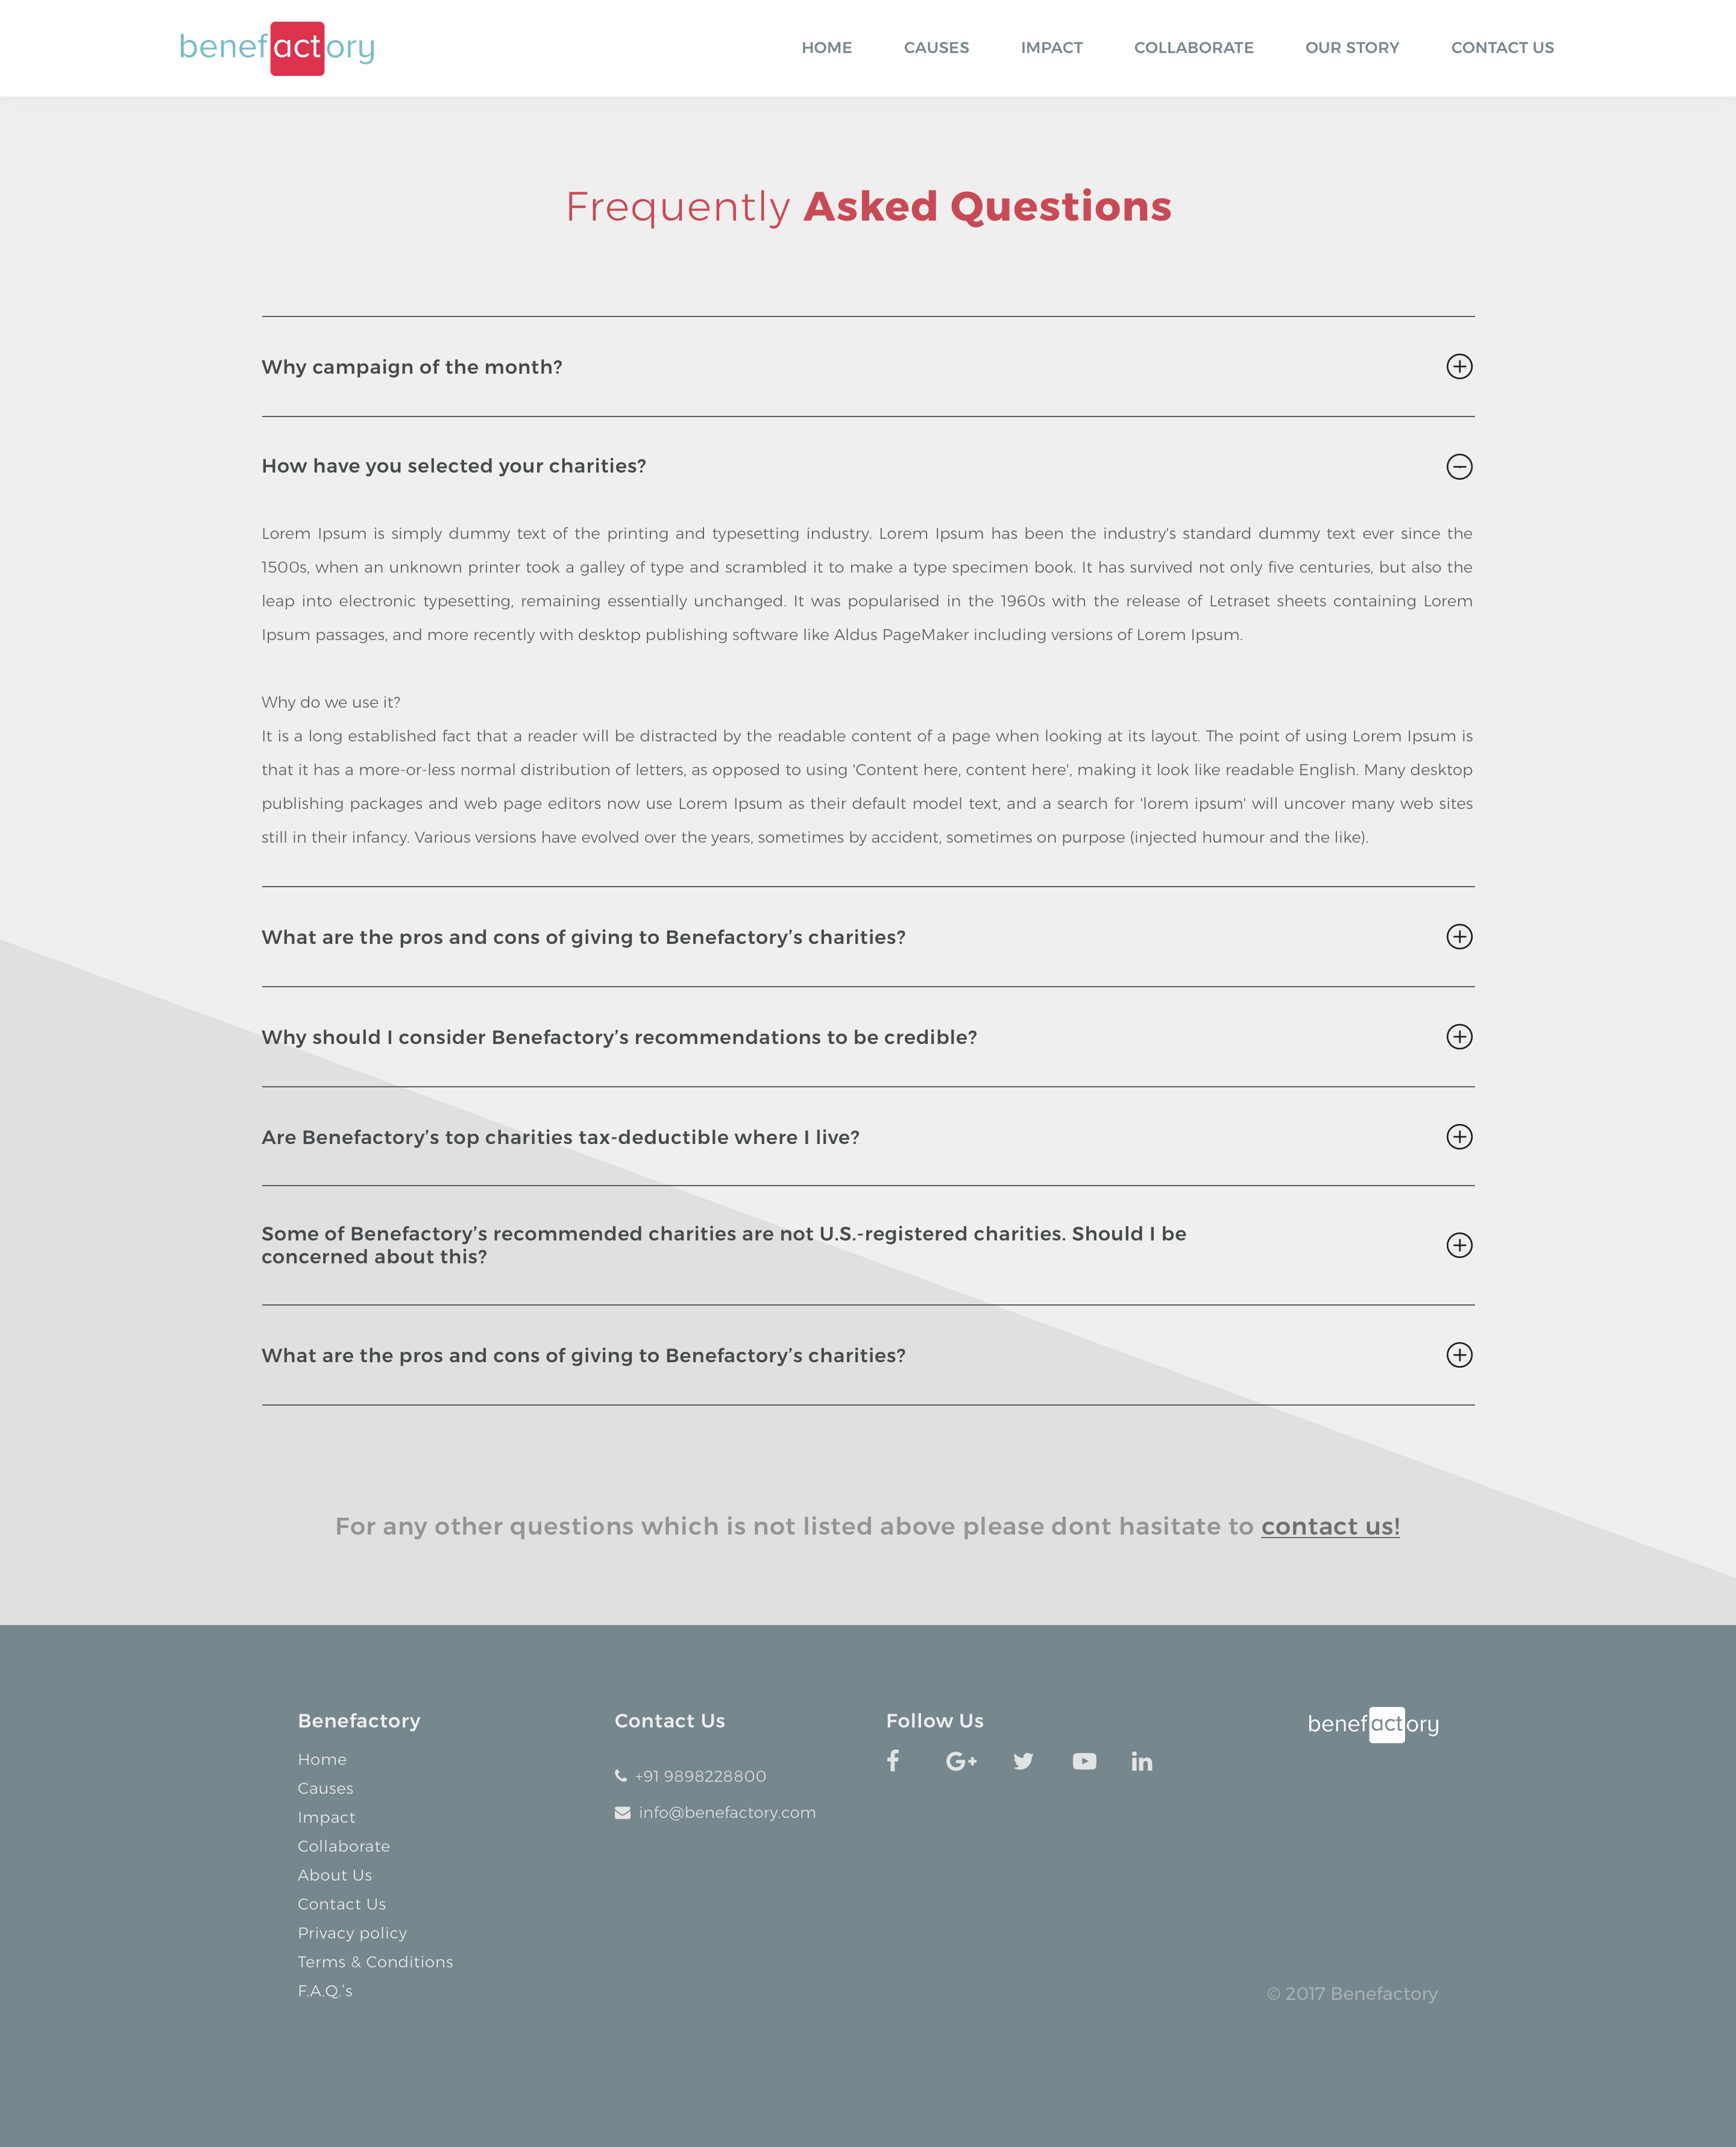 benefactory
HOME CAUSES IMPACT COLLABORATE OUR STORY CONTACT US
Frequently Asked Questions
Why campaign of the month?
How have you selected your charities?
Lorem Ipsum is simply dummy text of the printing and typesetting industry. Lorem Ipsum has been the industry's standard dummy text ever since the
1500s, when an unknown printer took a galley of type and scrambled it to make a type specimen book. It has survived not only five centuries, but also the
leap into electronic typesetting, remaining essentially unchanged. It was popularised in the 1960s with the release of Letraset sheets containing Lorem
Ipsum passages, and more recently with desktop publishing software like Aldus PageMaker including versions of Lorem Ipsum.
Why do we use it?
It is a long established fact that a reader will be distracted by the readable content of a page when looking at its layout. The point of using Lorem Ipsum is
that it has a more-or-less normal distribution of letters, as opposed to using 'Content here, content here', making it look like readable English. Many desktop
publishing packages and web page editors now use Lorem Ipsum as their default model text, and a search for 'lorem ipsum' will uncover many web sites
still in their infancy. Various versions have evolved over the years, sometimes by accident, sometimes on purpose (injected humour and the like).
What are the pros and cons of giving to Benefactory’s charities?
Why should I consider Benefactory’s recommendations to be credible?
Are Benefactory’s top charities tax-deductible where I live?
Some of Benefactory’s recommended charities are not U.S.-registered charities. Should I be
concerned about this?
What are the pros and cons of giving to Benefactory’s charities?
For any other questions which is not listed above please dont hasitate to contact us!
Benefactory
Home
Causes
Impact
Collaborate
About Us
Contact Us
Privacy policy
Terms & Conditions
F.A.Q.’s
Contact Us
+91 9898228800
info@benefactory.com
Follow Us
benefactory
© 2017 Benefactory